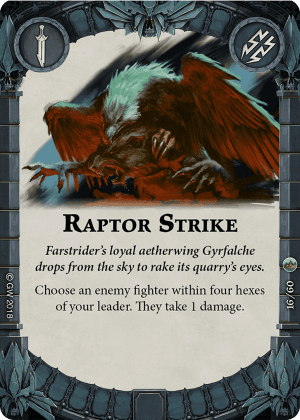 Raptor Strike
Farstrider's loyal aetherwing Gyrfalche
drops from the sky to rake its quarry's eyes.
Choose an enemy fighter within four hexes
of your leader. They take 1 damage.
© GW 2018
16/60